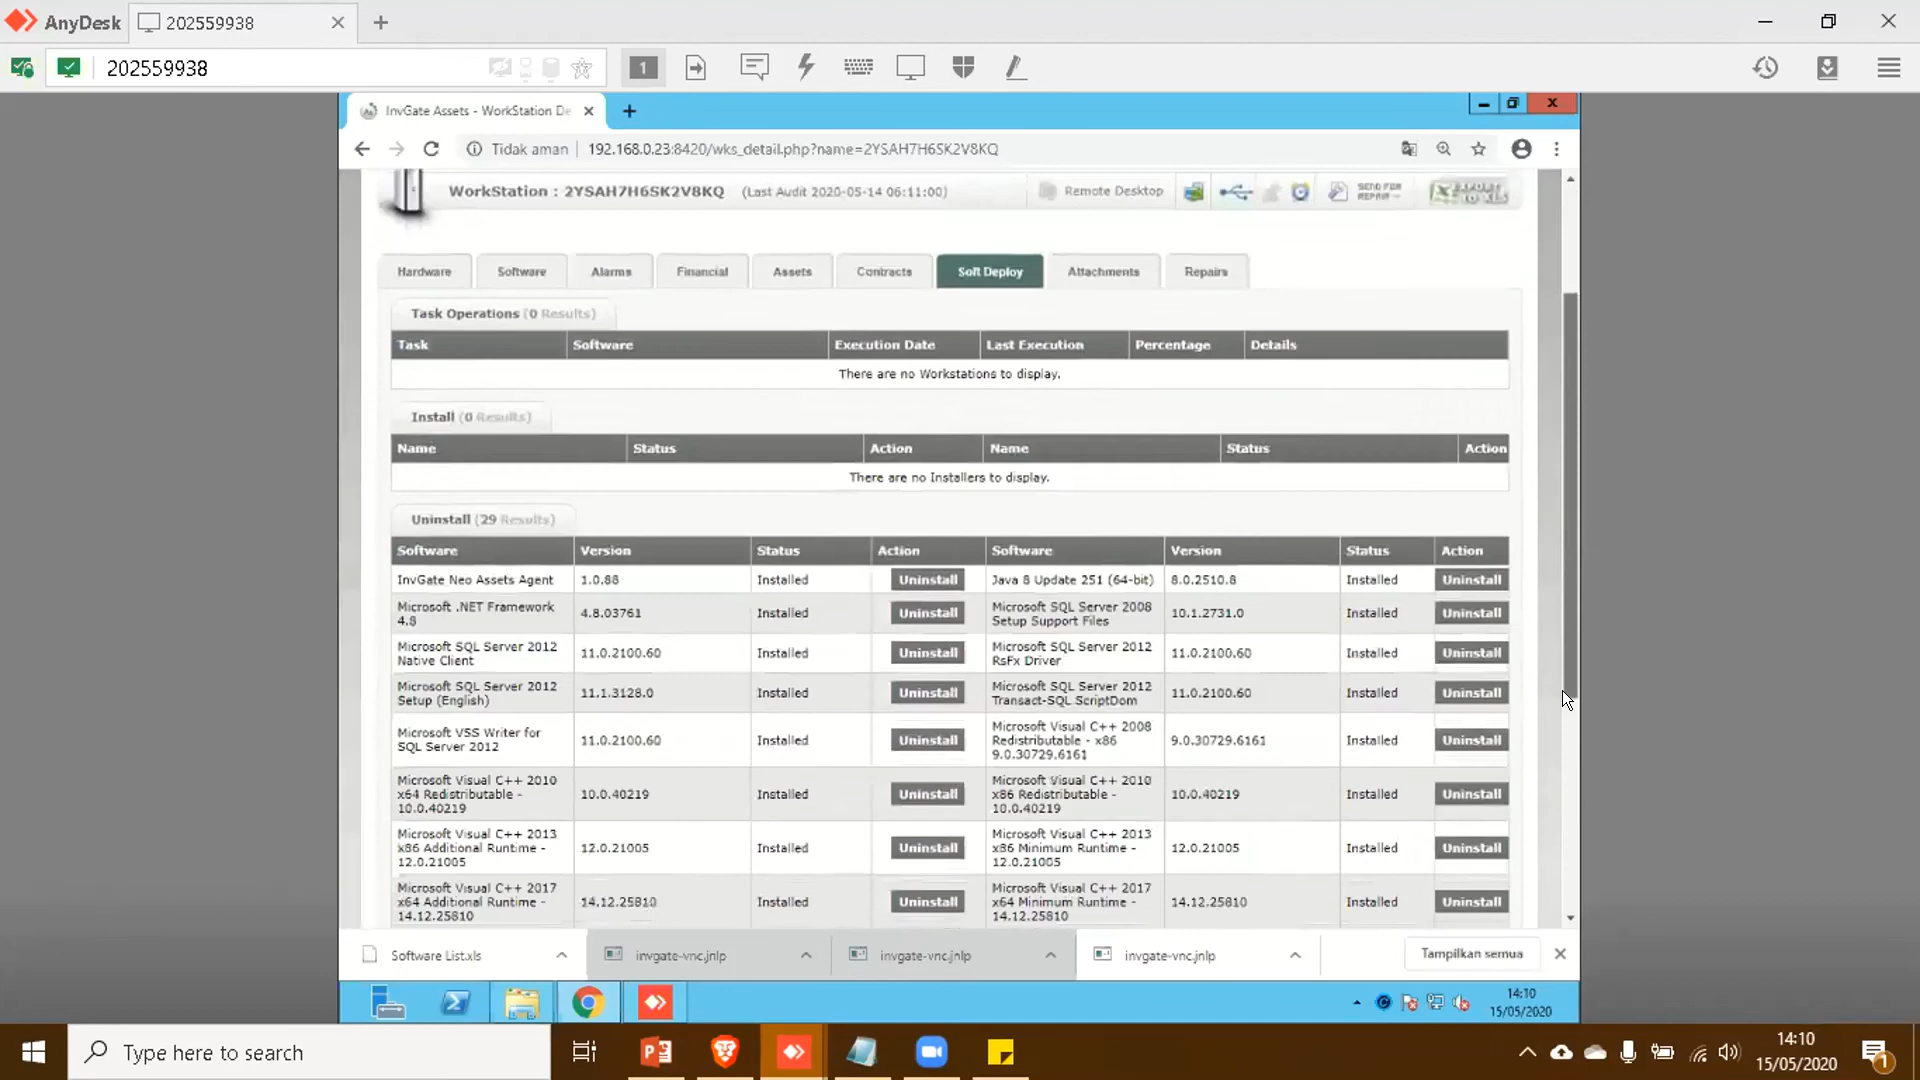 AnyDesk 202559938
202559938 1
InvGate Assets - WorkStation De
Tidak aman 192.168.0.23:8420/wks_detail.php?name=2YSAH7H6SK2V8KQ
WorkStation : 2YSAH7H6SK2V8KQ (Last Audit 2020-05-14 06:11:00) Remote Desktop SEND FOR REPAIR EXPORT TO XLS
Hardware Software Alarms Financial Assets Contracts Soft Deploy Attachments Repairs
Task Operations (0 Results)
Task Software Execution Date Last Execution Percentage Details
There are no Workstations to display.
Install (0 Results)
Name Status Action Name Status Action
There are no Installers to display.
Uninstall (29 Results)
Software Version Status Action Software Version Status Action
InvGate Neo Assets Agent 1.0.88 Installed Uninstall Java 8 Update 251 (64-bit) 8.0.2510.8 Installed Uninstall
Microsoft .NET Framework 4.8 4.8.03761 Installed Uninstall Microsoft SQL Server 2008 Setup Support Files 10.1.2731.0 Installed Uninstall
Microsoft SQL Server 2012 Native Client 11.0.2100.60 Installed Uninstall Microsoft SQL Server 2012 RsFx Driver 11.0.2100.60 Installed Uninstall
Microsoft SQL Server 2012 Setup (English) 11.1.3128.0 Installed Uninstall Microsoft SQL Server 2012 Transact-SQL ScriptDom 11.0.2100.60 Installed Uninstall
Microsoft VSS Writer for SQL Server 2012 11.0.2100.60 Installed Uninstall Microsoft Visual C++ 2008 Redistributable - x86 9.0.30729.6161 9.0.30729.6161 Installed Uninstall
Microsoft Visual C++ 2010 x64 Redistributable - 10.0.40219 10.0.40219 Installed Uninstall Microsoft Visual C++ 2010 x86 Redistributable - 10.0.40219 10.0.40219 Installed Uninstall
Microsoft Visual C++ 2013 x86 Additional Runtime - 12.0.21005 12.0.21005 Installed Uninstall Microsoft Visual C++ 2013 x86 Minimum Runtime - 12.0.21005 12.0.21005 Installed Uninstall
Microsoft Visual C++ 2017 x64 Additional Runtime - 14.12.25810 14.12.25810 Installed Uninstall Microsoft Visual C++ 2017 x64 Minimum Runtime - 14.12.25810 14.12.25810 Installed Uninstall
Software List.xls invgate-vnc.jnlp invgate-vnc.jnlp invgate-vnc.jnlp Tampilkan semua
14:10
15/05/2020
Type here to search
14:10
15/05/2020
1